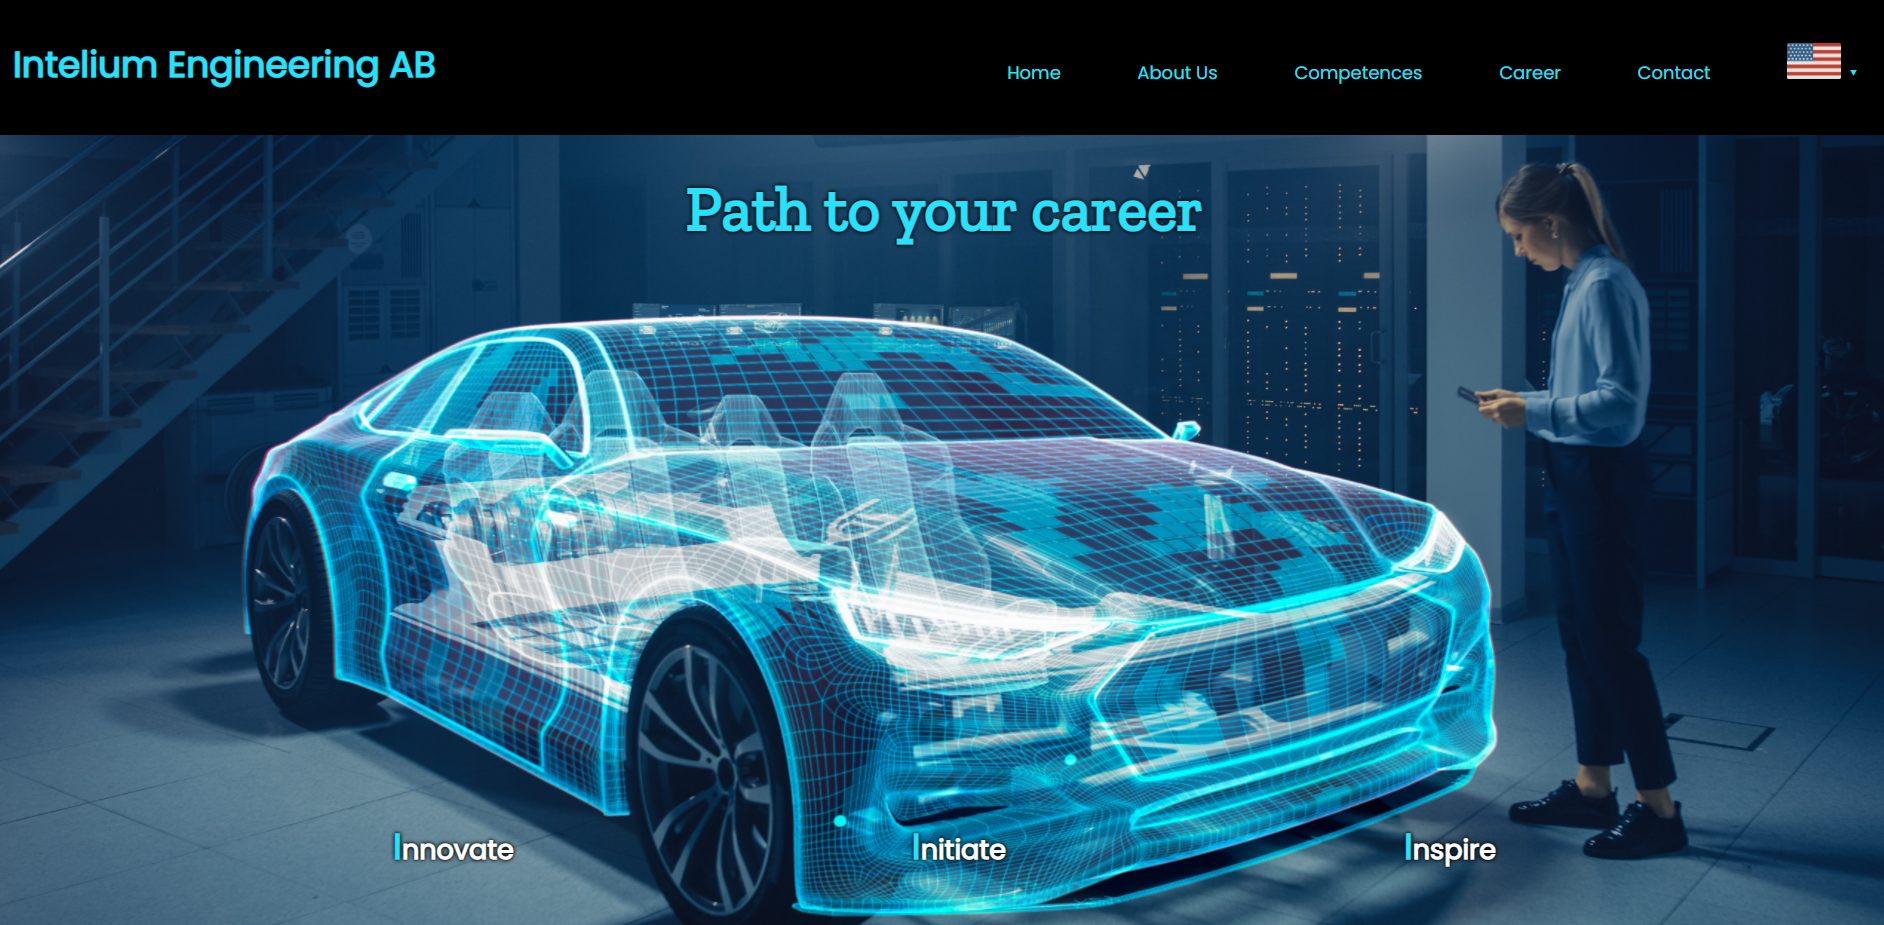 Intelium Engineering AB
Home About Us Competences Career Contact
Path to your career
Innovate Initiate Inspire